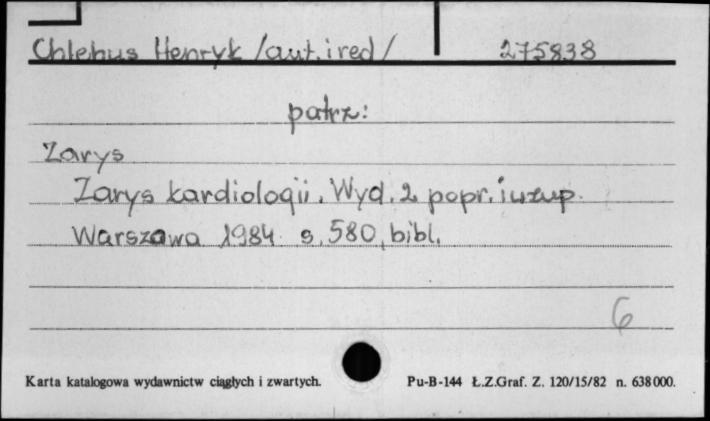 Chlebus Henryk /aut. i red/ 275838
patrz:
Zarys
Zarys kardiologii. Wyd. 2 popr. i uzup.
Warszawa 1984 s. 580, bibl.
6
Karta katalogowa wydawnictw ciągłych i zwartych. Pu-B-144 Ł.Z.Graf. Z. 120/15/82 n. 638000.